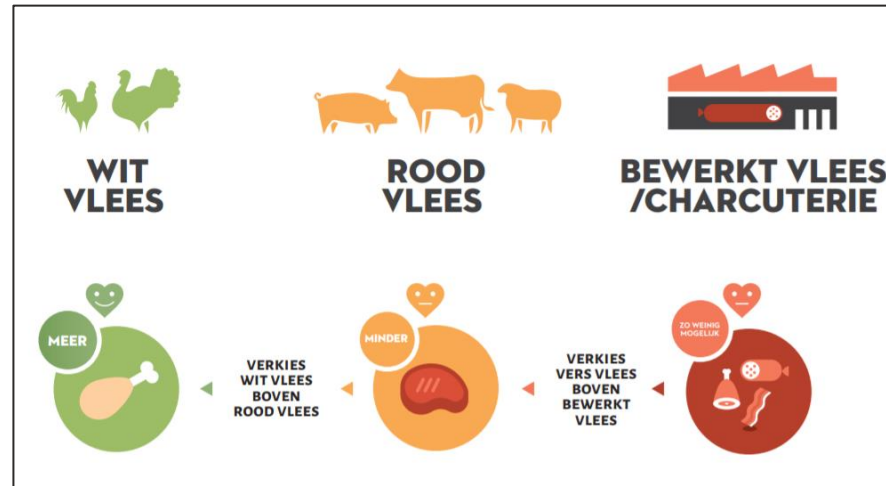 WIT
VLEES
ROOD
VLEES
BEWERKT VLEES
/CHARCUTERIE
MEER
VERKIES
WIT VLEES
BOVEN
ROOD VLEES
MINDER
VERKIES
VERS VLEES
BOVEN
BEWERKT
VLEES
ZO WEINIG
MOGELIJK